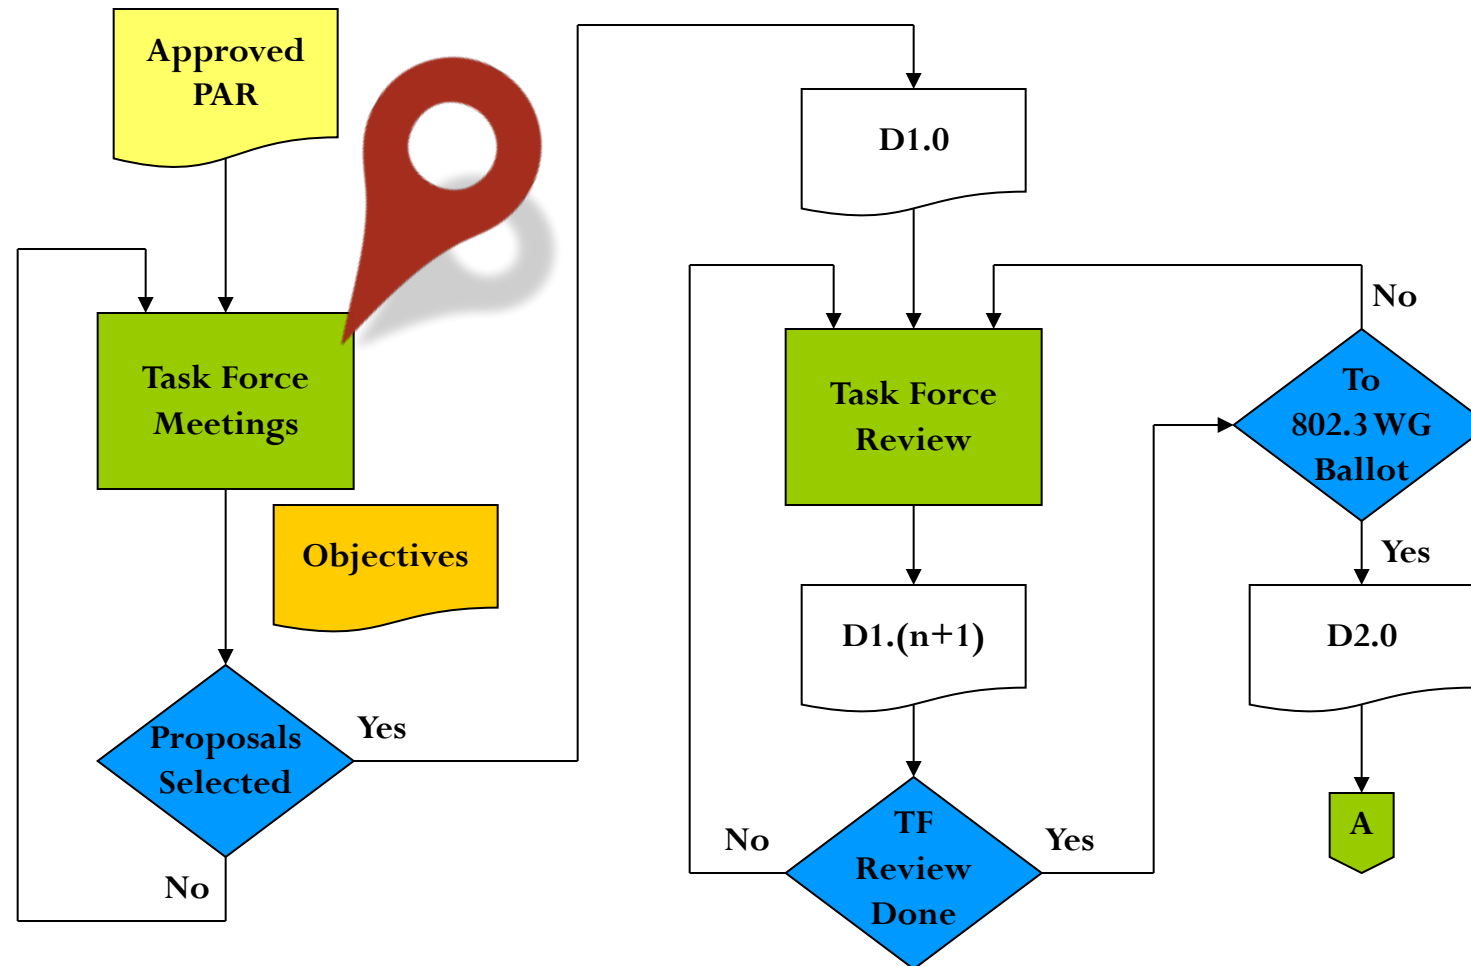 Approved
PAR
Task Force
Meetings
Objectives
Proposals
Selected
Yes
No
D1.0
Task Force
Review
D1.(n+1)
TF
Review
Done
No
Yes
To
802.3 WG
Ballot
No
Yes
D2.0
A